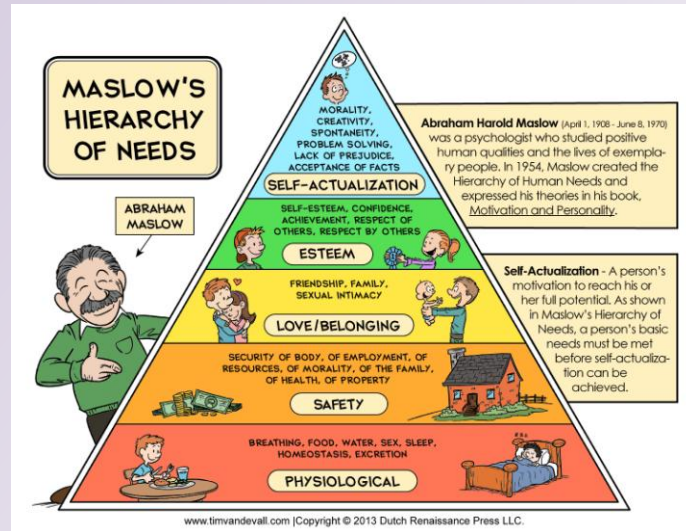 MASLOW'S
HIERARCHY
OF NEEDS
ABRAHAM
MASLOW
MORALITY,
CREATIVITY,
SPONTANEITY,
PROBLEM SOLVING,
LACK OF PREJUDICE,
ACCEPTANCE OF FACTS
SELF-ACTUALIZATION
SELF-ESTEEM, CONFIDENCE,
ACHIEVEMENT, RESPECT OF
OTHERS, RESPECT BY OTHERS
ESTEEM
FRIENDSHIP, FAMILY,
SEXUAL INTIMACY
LOVE/BELONGING
SECURITY OF BODY, OF EMPLOYMENT, OF
RESOURCES, OF MORALITY, OF THE FAMILY,
OF HEALTH, OF PROPERTY
SAFETY
BREATHING, FOOD, WATER, SEX, SLEEP,
HOMEOSTASIS, EXCRETION
PHYSIOLOGICAL
Abraham Harold Maslow (April 1, 1908 - June 8, 1970)
was a psychologist who studied positive
human qualities and the lives of exempla-
ry people. In 1954, Maslow created the
Hierarchy of Human Needs and
expressed his theories in his book,
Motivation and Personality.
Self-Actualization - A person's
motivation to reach his or
her full potential. As shown
in Maslow's Hierarchy of
Needs, a person's basic
needs must be met
before self-actualiza-
tion can be
achieved.
www.timvandevall.com |Copyright © 2013 Dutch Renaissance Press LLC.